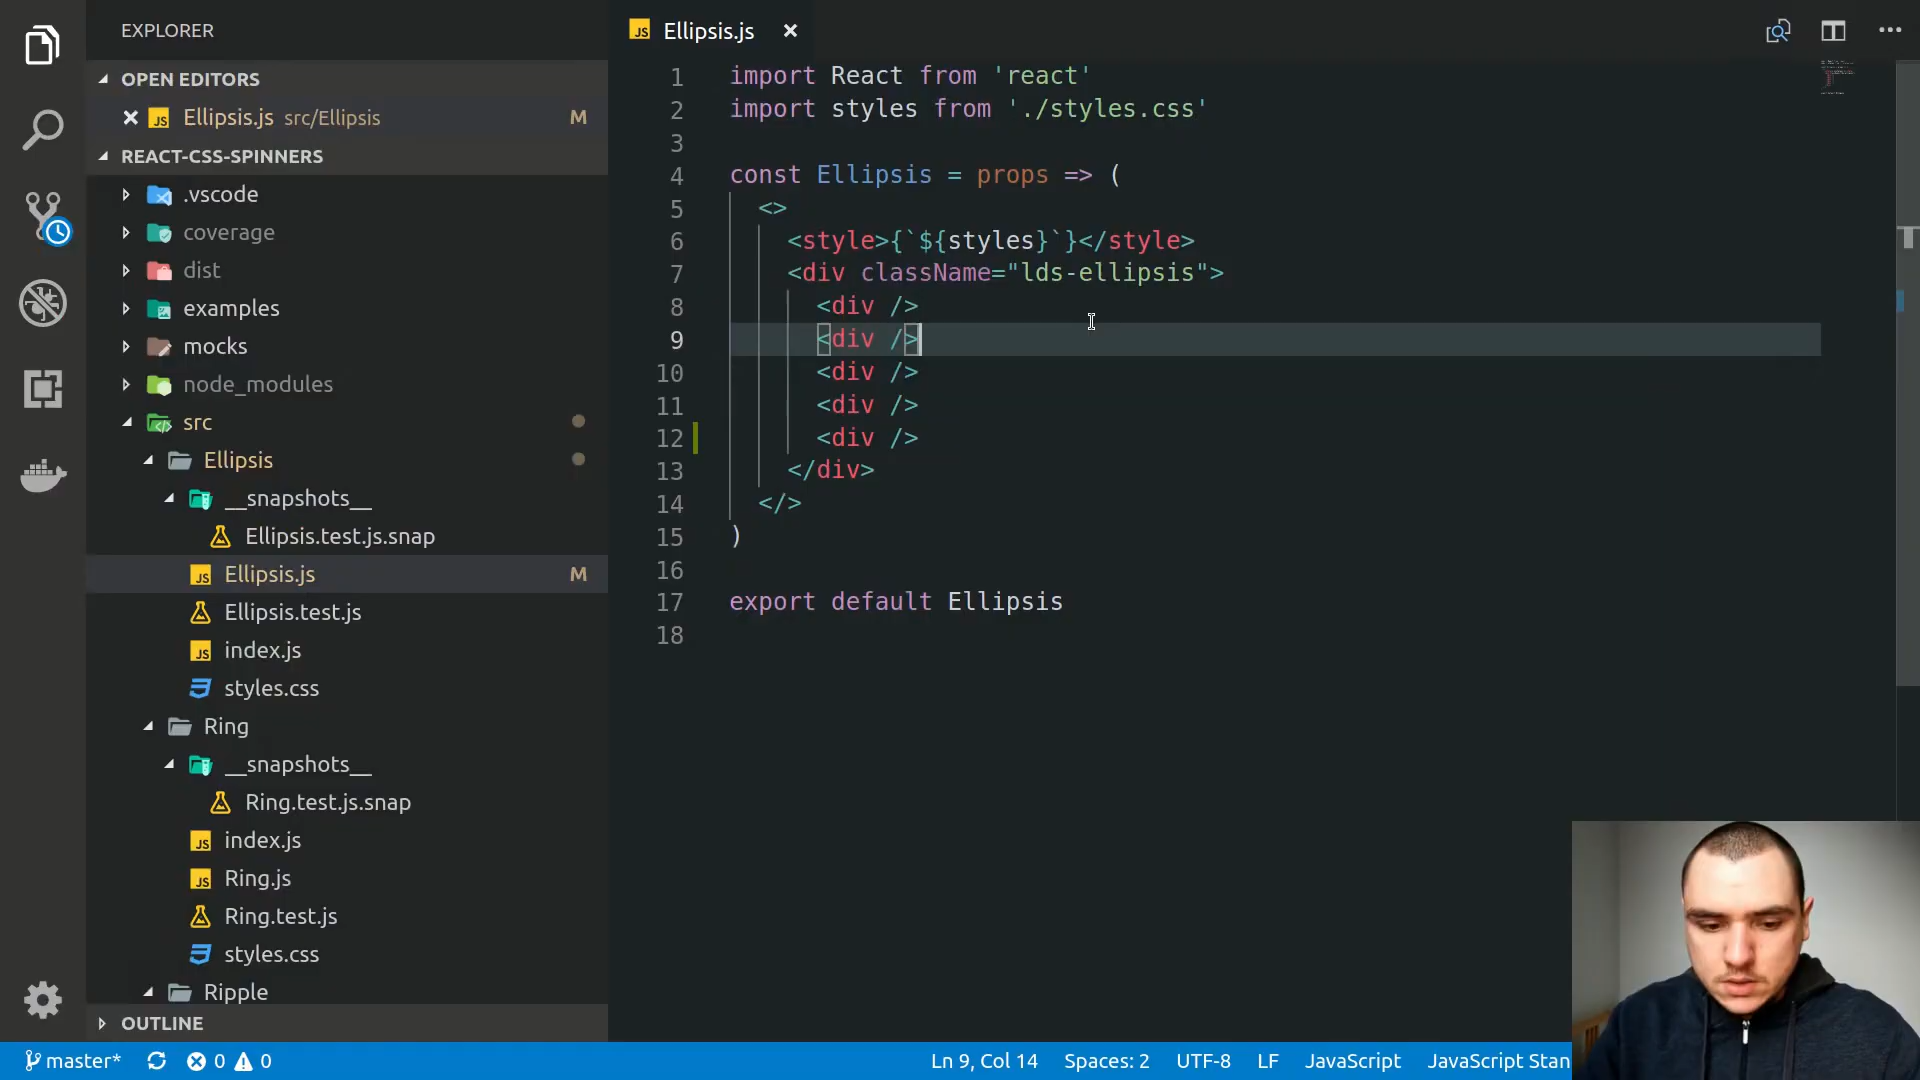 EXPLORER
OPEN EDITORS
JS Ellipsis.js src/Ellipsis M
REACT-CSS-SPINNERS
.vscode
coverage
dist
examples
mocks
node_modules
src
Ellipsis
__snapshots__
Ellipsis.test.js.snap
JS Ellipsis.js M
Ellipsis.test.js
JS index.js
styles.css
Ring
__snapshots__
Ring.test.js.snap
JS index.js
JS Ring.js
Ring.test.js
styles.css
Ripple
OUTLINE
JS Ellipsis.js
1 import React from 'react'
2 import styles from './styles.css'
3
4 const Ellipsis = props => (
5 <>
6 <style>{`${styles}`}</style>
7 <div className="lds-ellipsis">
8 <div />
9 <div />
10 <div />
11 <div />
12 <div />
13 </div>
14 </>
15 )
16
17 export default Ellipsis
18
master* 0 0 Ln 9, Col 14 Spaces: 2 UTF-8 LF JavaScript JavaScript Stan